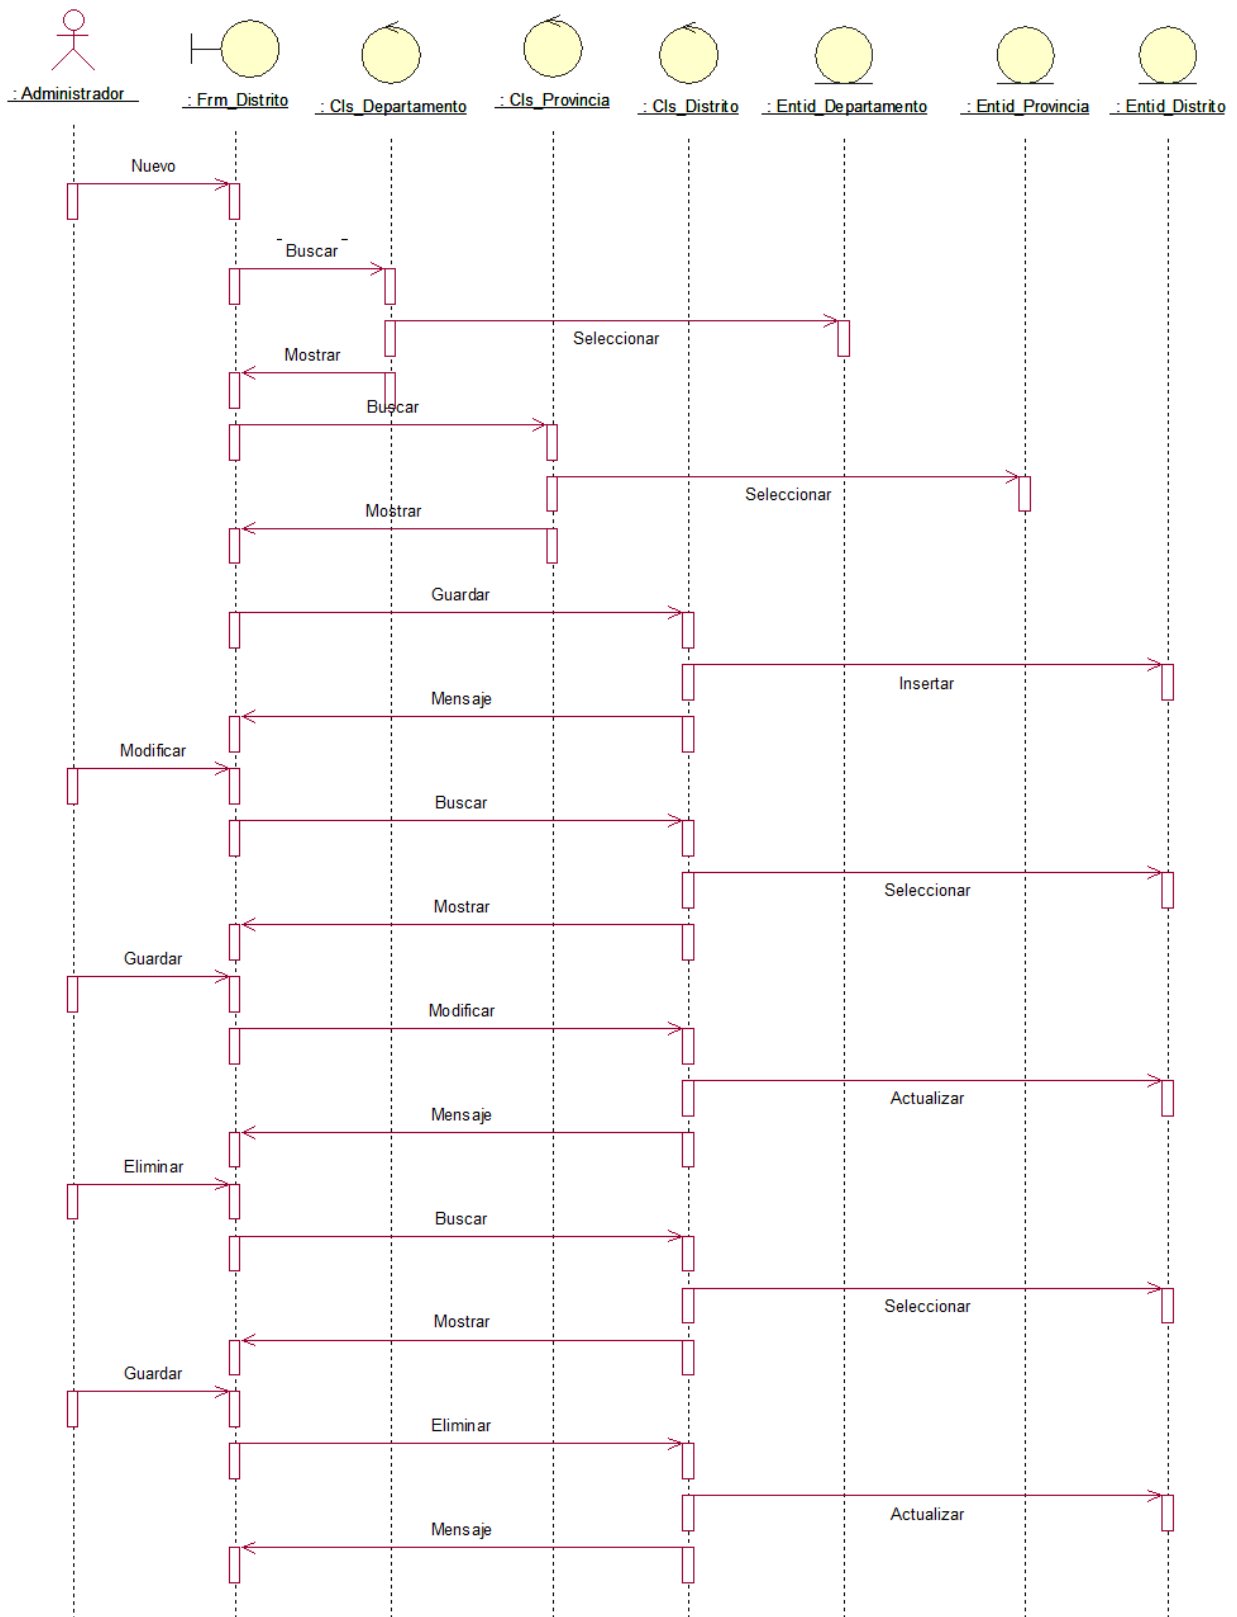 : Administrador
: Frm_Distrito
: Cls_Departamento
: Cls_Provincia
: Cls_Distrito
: Entid_Departamento
: Entid_Provincia
: Entid_Distrito
Nuevo
Buscar
Seleccionar
Mostrar
Buscar
Seleccionar
Mostrar
Guardar
Insertar
Mensaje
Modificar
Buscar
Seleccionar
Mostrar
Guardar
Modificar
Actualizar
Mensaje
Eliminar
Buscar
Seleccionar
Mostrar
Guardar
Eliminar
Actualizar
Mensaje